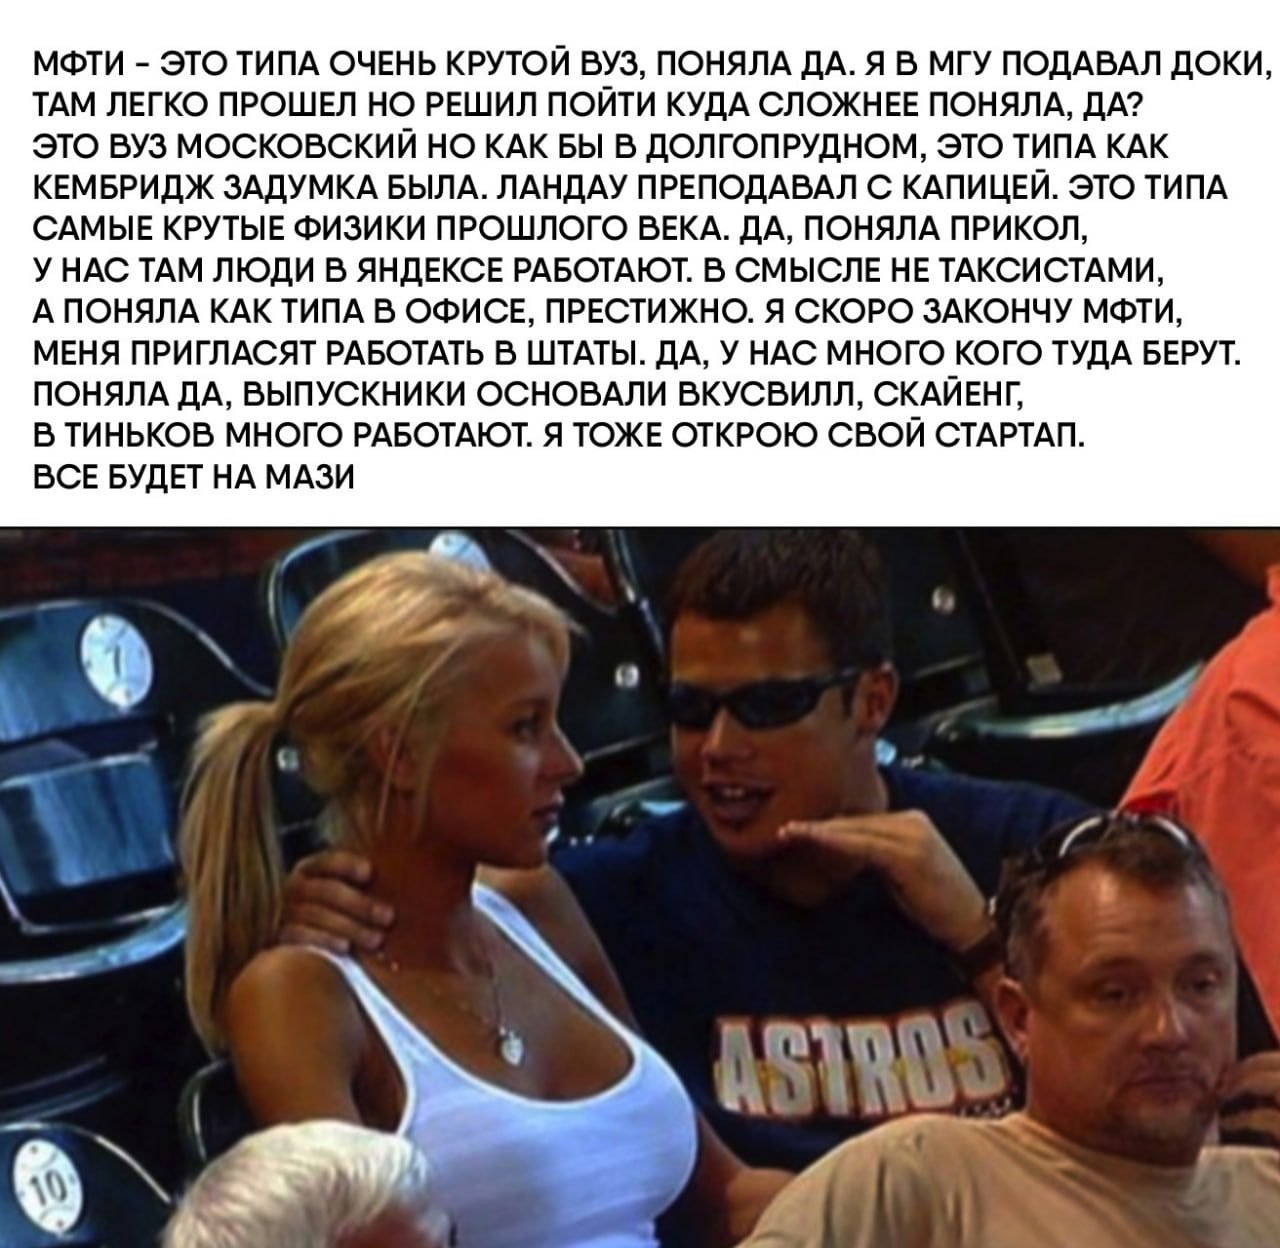 МФТИ - ЭТО ТИПА ОЧЕНЬ КРУТОЙ ВУЗ, ПОНЯЛА ДА. Я В МГУ ПОДАВАЛ ДОКИ,
ТАМ ЛЕГКО ПРОШЕЛ НО РЕШИЛ ПОЙТИ КУДА СЛОЖНЕЕ ПОНЯЛА, ДА?
ЭТО ВУЗ МОСКОВСКИЙ НО КАК БЫ В ДОЛГОПРУДНОМ, ЭТО ТИПА КАК
КЕМБРИДЖ ЗАДУМКА БЫЛА. ЛАНДАУ ПРЕПОДАВАЛ С КАПИЦЕЙ. ЭТО ТИПА
САМЫЕ КРУТЫЕ ФИЗИКИ ПРОШЛОГО ВЕКА. ДА, ПОНЯЛА ПРИКОЛ,
У НАС ТАМ ЛЮДИ В ЯНДЕКСЕ РАБОТАЮТ. В СМЫСЛЕ НЕ ТАКСИСТАМИ,
А ПОНЯЛА КАК ТИПА В ОФИСЕ, ПРЕСТИЖНО. Я СКОРО ЗАКОНЧУ МФТИ,
МЕНЯ ПРИГЛАСЯТ РАБОТАТЬ В ШТАТЫ. ДА, У НАС МНОГО КОГО ТУДА БЕРУТ.
ПОНЯЛА ДА, ВЫПУСКНИКИ ОСНОВАЛИ ВКУСВИЛЛ, СКАЙЕНГ,
В ТИНЬКОВ МНОГО РАБОТАЮТ. Я ТОЖЕ ОТКРОЮ СВОЙ СТАРТАП.
ВСЕ БУДЕТ НА МАЗИ
7
ASTROS
10